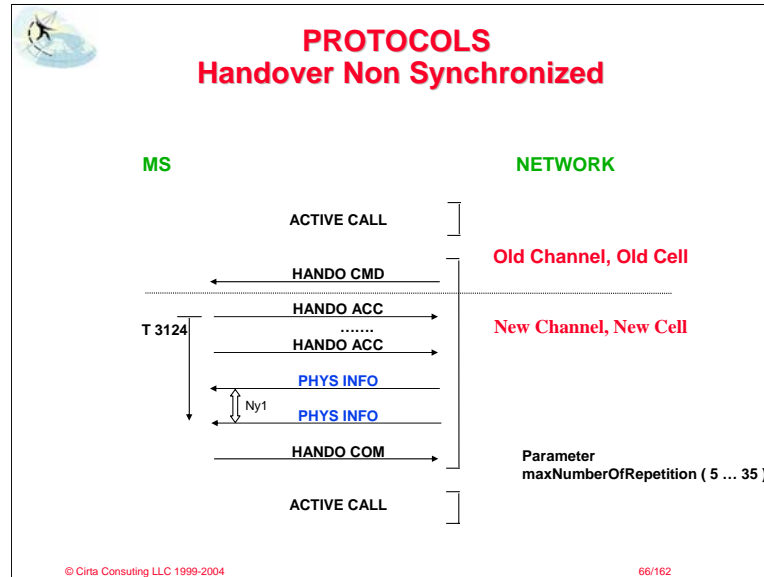 PROTOCOLS
Handover Non Synchronized
MS NETWORK
ACTIVE CALL
Old Channel, Old Cell
HANDO CMD
HANDO ACC
T 3124
.......
New Channel, New Cell
HANDO ACC
PHYS INFO
Ny1
PHYS INFO
HANDO COM
Parameter
maxNumberOfRepetition ( 5 ... 35 )
ACTIVE CALL
© Cirta Consuting LLC 1999-2004 66/162